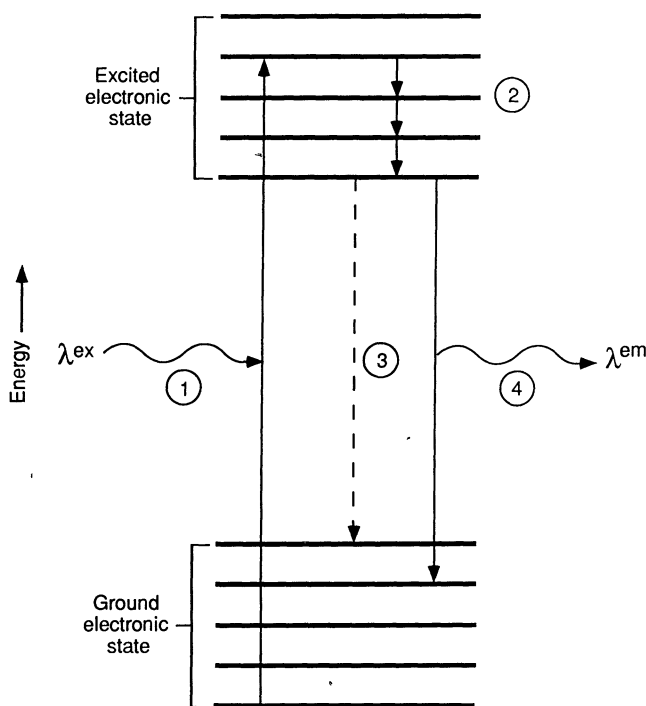 Excited
electronic
state
2
Energy
λex
1
3
4
λem
Ground
electronic
state